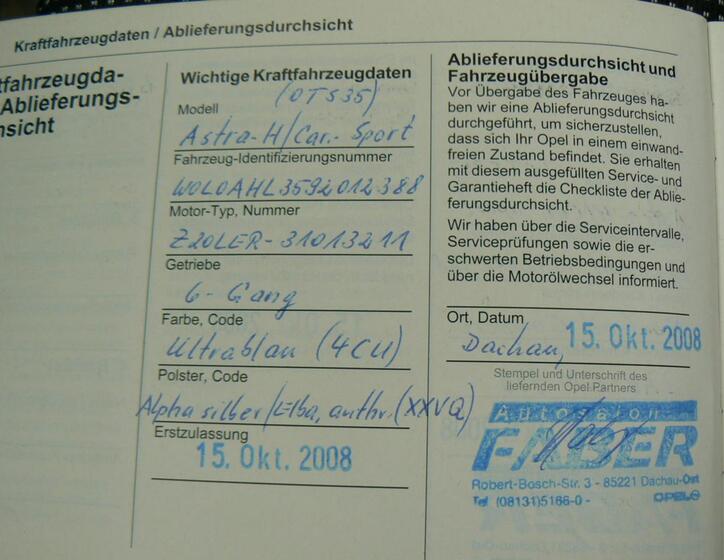 Kraftfahrzeugdaten / Ablieferungsdurchsicht
tfahrzeugda-
Ablieferungs-
nsicht
Wichtige Kraftfahrzeugdaten
(OTS35)
Modell
Astra-H/Car.- Sport
Fahrzeug-Identifizierungsnummer
W0L0AHL3592012388
Motor-Typ, Nummer
Z20LER-31013211
Getriebe
6-Gang
Farbe, Code
Ultrablau (4CU)
Polster, Code
Alpha silber/Elba, anthr. (XXVQ)
Erstzulassung
15. Okt. 2008
Ablieferungsdurchsicht und
Fahrzeugübergabe
Vor Übergabe des Fahrzeuges ha-
ben wir eine Ablieferungsdurchsicht
durchgeführt, um sicherzustellen,
dass sich Ihr Opel in einem einwand-
freien Zustand befindet. Sie erhalten
mit diesem ausgefüllten Service- und
Garantieheft die Checkliste der Ablie-
ferungsdurchsicht.
Wir haben über die Serviceintervalle,
Serviceprüfungen sowie die er-
schwerten Betriebsbedingungen und
über die Motorölwechsel informiert.
Ort, Datum
Dachau, 15. Okt. 2008
Stempel und Unterschrift des
liefernden Opel Partners
FABER
Robert-Bosch-Str. 3 - 85221 Dachau-Ost
Tel (08131)5166-0 - OPEL